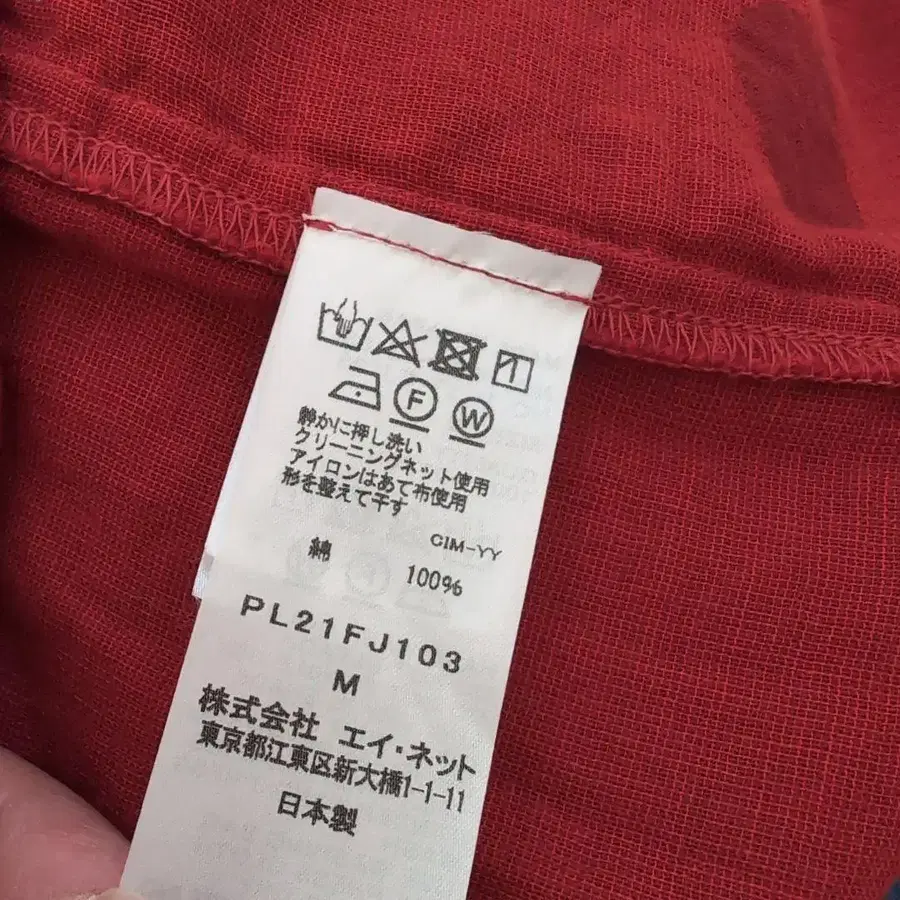 F W
静かに押し洗い
クリーニングネット使用
アイロンはあて布使用
形を整えて干す
CIM-YY
綿 100%
PL21FJ103
M
株式会社 エイ・ネット
東京都江東区新大橋1-1-11
日本製